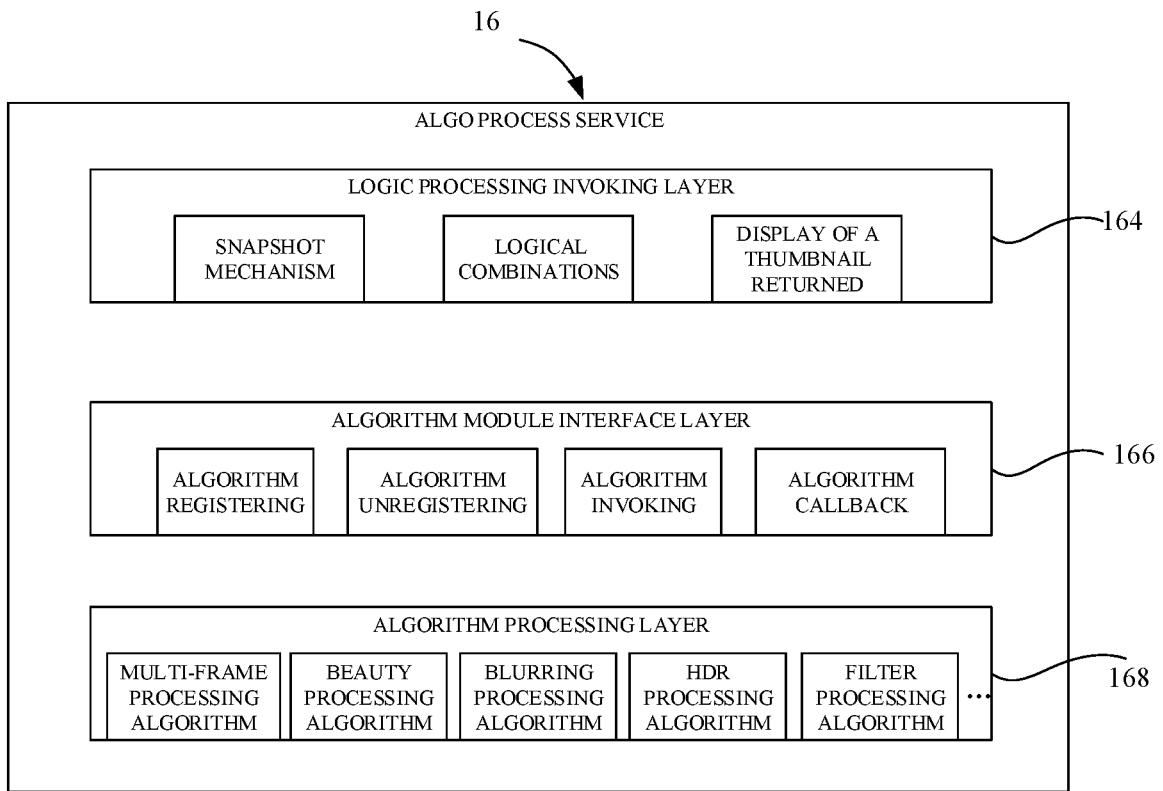 16
ALGO PROCESS SERVICE
LOGIC PROCESSING INVOKING LAYER
SNAPSHOT
MECHANISM
LOGICAL
COMBINATIONS
DISPLAY OF A
THUMBNAIL
RETURNED
164
ALGORITHM MODULE INTERFACE LAYER
ALGORITHM
REGISTERING
ALGORITHM
UNREGISTERING
ALGORITHM
INVOKING
ALGORITHM
CALLBACK
166
ALGORITHM PROCESSING LAYER
MULTI-FRAME
PROCESSING
ALGORITHM
BEAUTY
PROCESSING
ALGORITHM
BLURRING
PROCESSING
ALGORITHM
HDR
PROCESSING
ALGORITHM
FILTER
PROCESSING
ALGORITHM
...
168